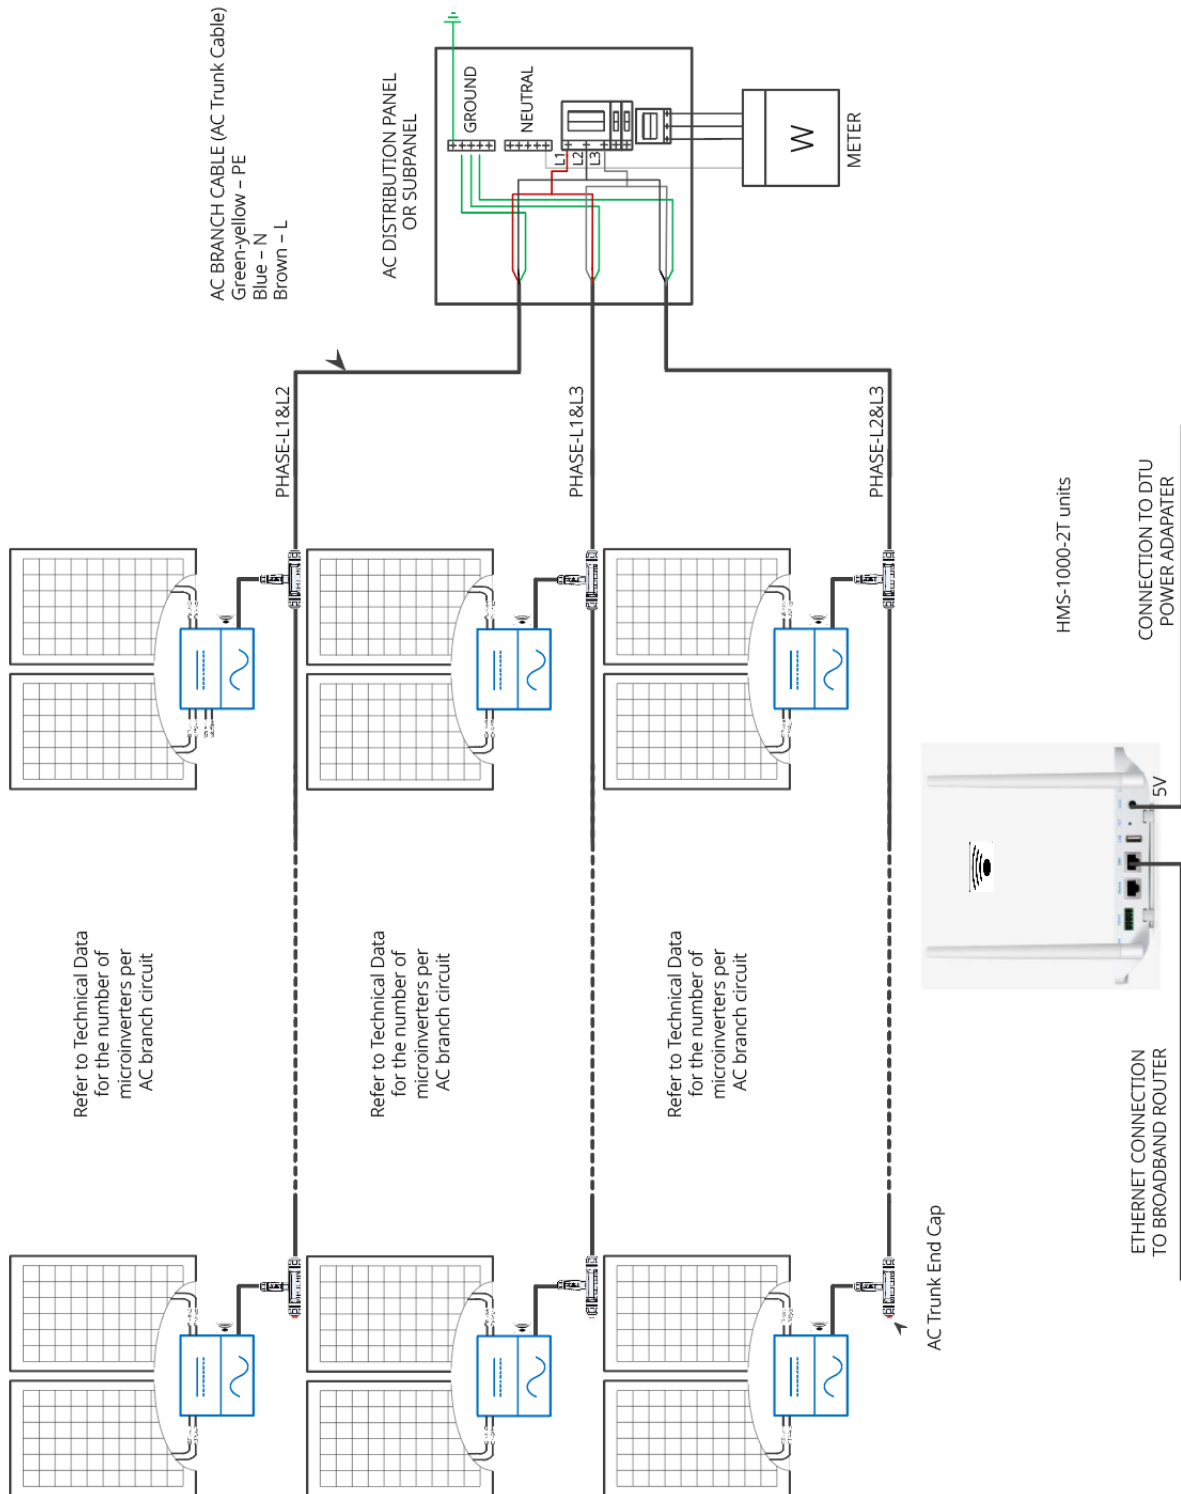 AC BRANCH CABLE (AC Trunk Cable)
Green-yellow – PE
Blue – N
Brown – L
AC DISTRIBUTION PANEL
OR SUBPANEL
GROUND
NEUTRAL
L1
L2
L3
W
METER
PHASE-L1&L2
PHASE-L1&L3
PHASE-L2&L3
Refer to Technical Data
for the number of
microinverters per
AC branch circuit
Refer to Technical Data
for the number of
microinverters per
AC branch circuit
Refer to Technical Data
for the number of
microinverters per
AC branch circuit
HMS-1000-2T units
CONNECTION TO DTU
POWER ADAPATER
5V
ETHERNET CONNECTION
TO BROADBAND ROUTER
AC Trunk End Cap